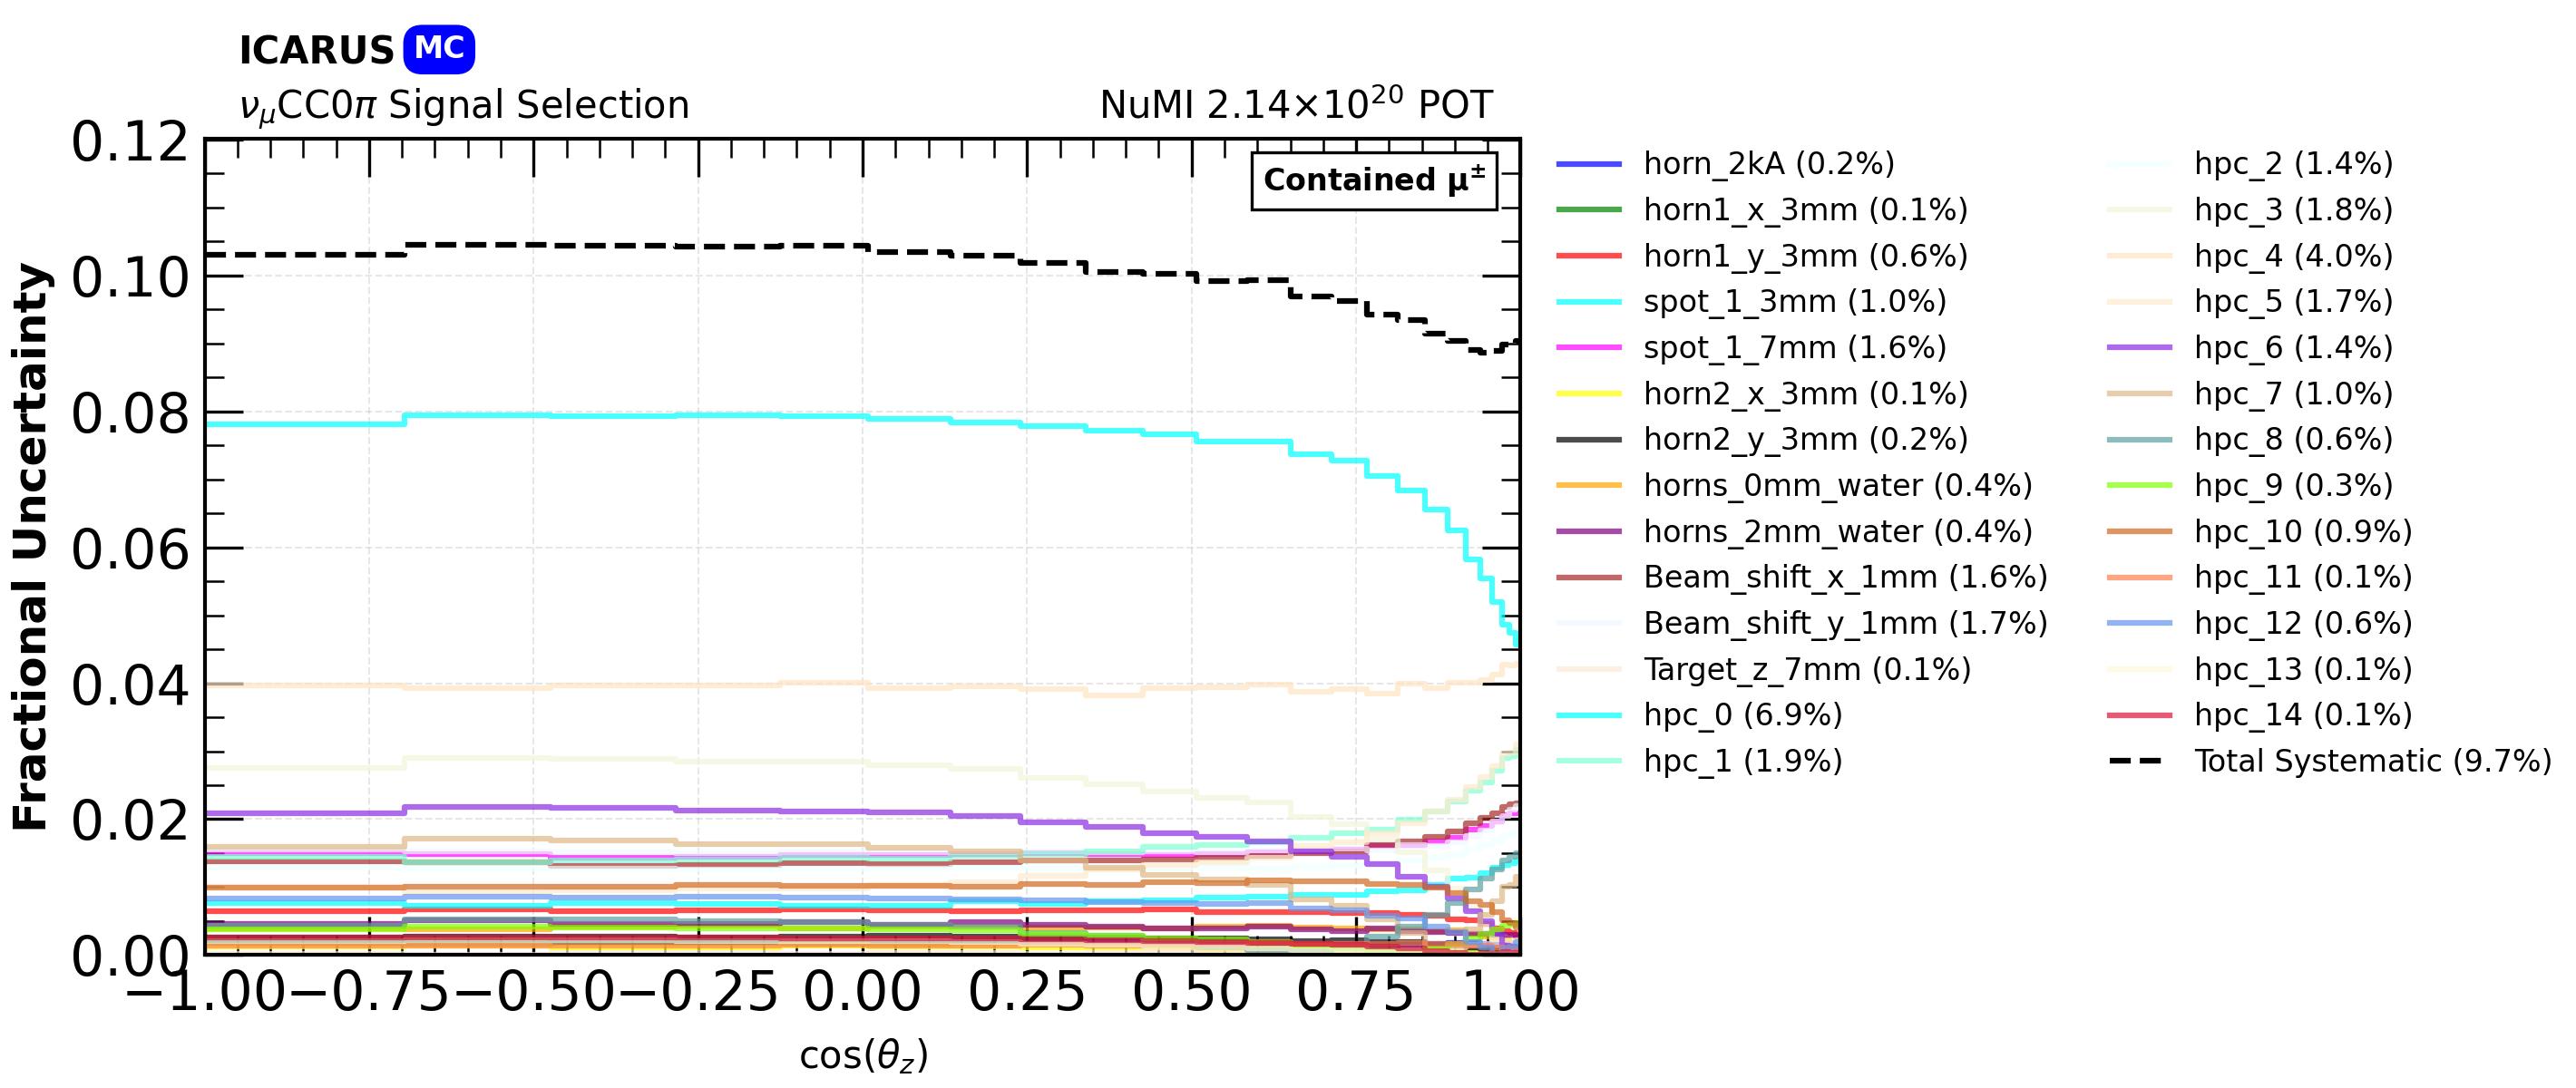 ICARUS MC
νμCC0π Signal Selection
NuMI 2.14×10²⁰ POT
Contained μ±
Fractional Uncertainty
0.12
0.10
0.08
0.06
0.04
0.02
0.00
−1.00 −0.75 −0.50 −0.25 0.00 0.25 0.50 0.75 1.00
cos(θz)
horn_2kA (0.2%)
horn1_x_3mm (0.1%)
horn1_y_3mm (0.6%)
spot_1_3mm (1.0%)
spot_1_7mm (1.6%)
horn2_x_3mm (0.1%)
horn2_y_3mm (0.2%)
horns_0mm_water (0.4%)
horns_2mm_water (0.4%)
Beam_shift_x_1mm (1.6%)
Beam_shift_y_1mm (1.7%)
Target_z_7mm (0.1%)
hpc_0 (6.9%)
hpc_1 (1.9%)
hpc_2 (1.4%)
hpc_3 (1.8%)
hpc_4 (4.0%)
hpc_5 (1.7%)
hpc_6 (1.4%)
hpc_7 (1.0%)
hpc_8 (0.6%)
hpc_9 (0.3%)
hpc_10 (0.9%)
hpc_11 (0.1%)
hpc_12 (0.6%)
hpc_13 (0.1%)
hpc_14 (0.1%)
Total Systematic (9.7%)